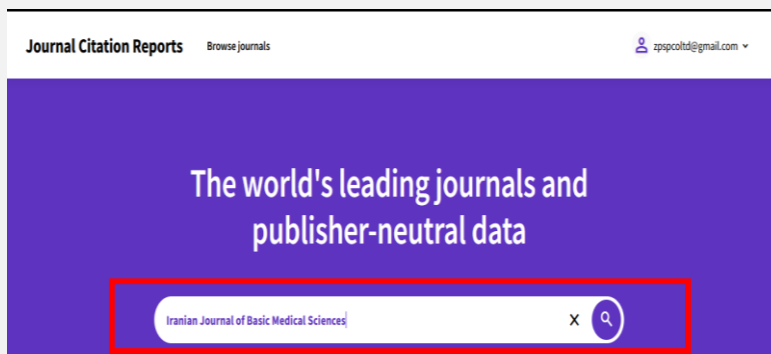 Journal Citation Reports Browse journals zpspcoltd@gmail.com
The world's leading journals and
publisher-neutral data
Iranian Journal of Basic Medical Sciences X